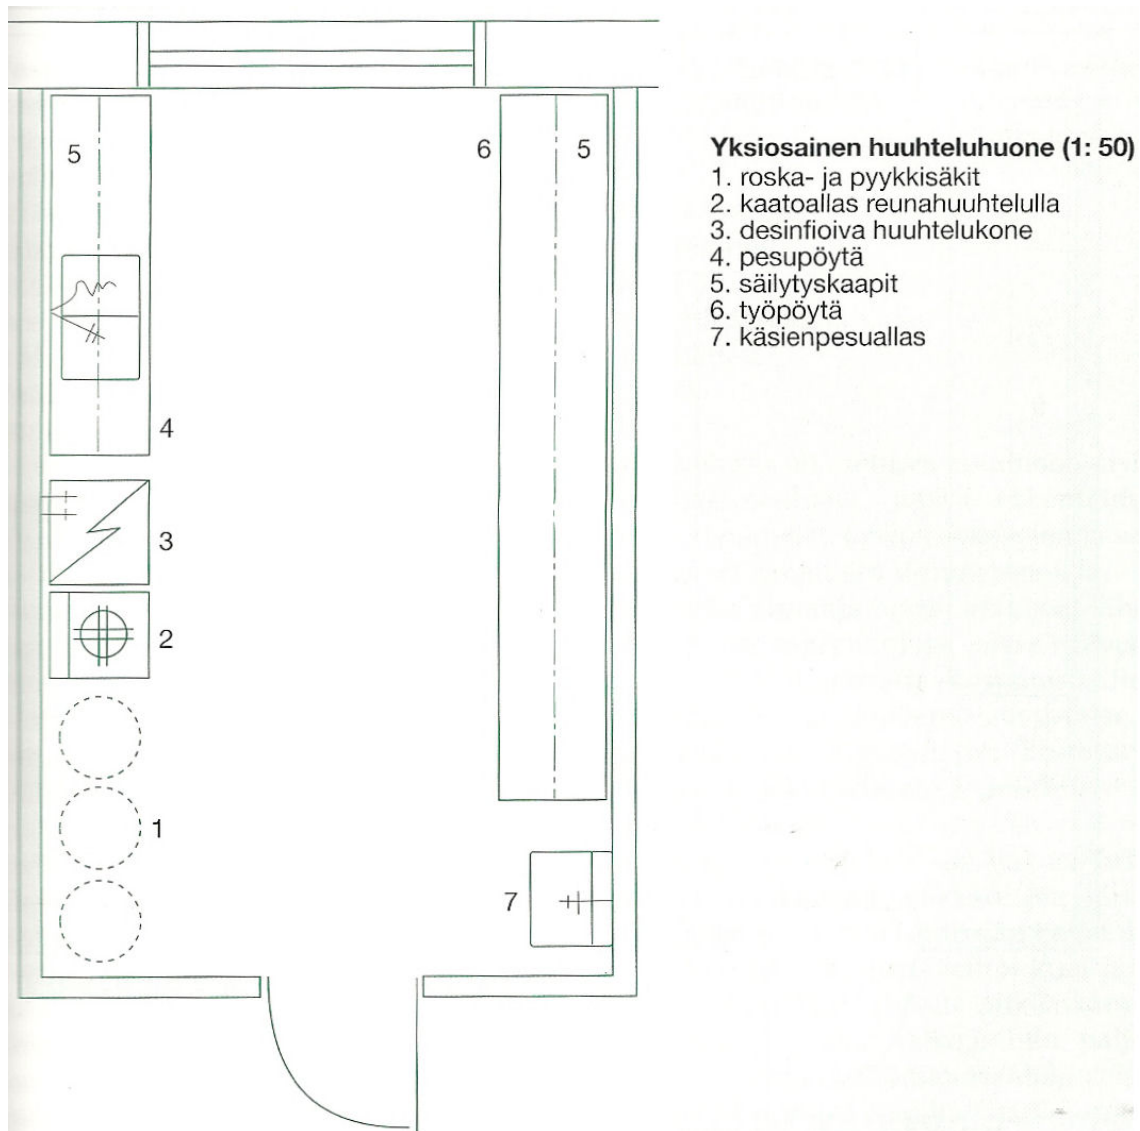 5
6
5
4
3
2
1
7
Yksiosainen huuhteluhuone (1: 50)
1. roska- ja pyykkisäkit
2. kaatoallas reunahuuhtelulla
3. desinfioiva huuhtelukone
4. pesupöytä
5. säilytyskaapit
6. työpöytä
7. käsienpesuallas